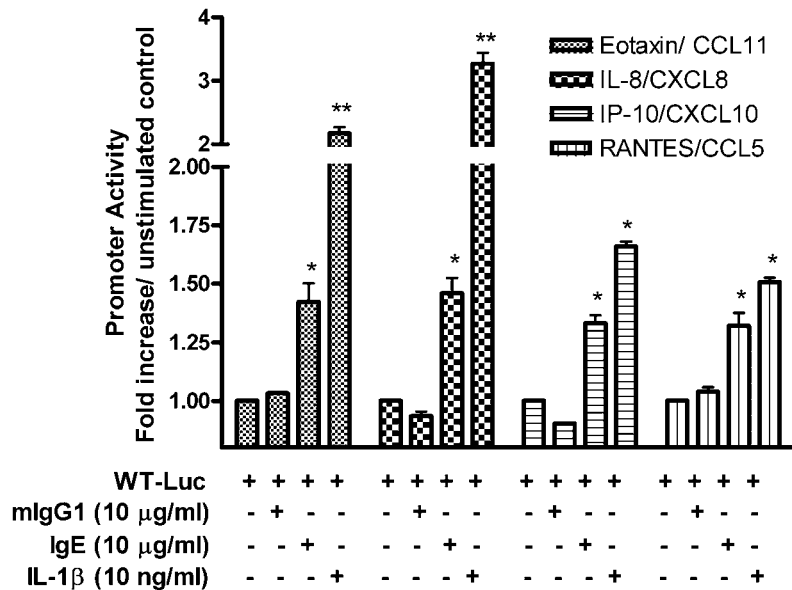 Promoter Activity
Fold increase/ unstimulated control
4
3
2
2.00
1.75
1.50
1.25
1.00
* ** * ** * * * *
Eotaxin/ CCL11
IL-8/CXCL8
IP-10/CXCL10
RANTES/CCL5
WT-Luc + + + + + + + + + + + + + + + +
mIgG1 (10 μg/ml) - + - - - + - - - + - - - + - -
IgE (10 μg/ml) - - + - - - + - - - + - - - + -
IL-1β (10 ng/ml) - - - + - - - + - - - + - - - +